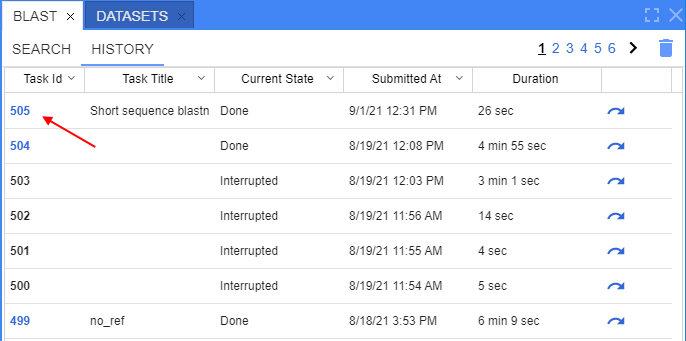 BLAST × DATASETS ×
SEARCH HISTORY 1 2 3 4 5 6
Task Id Task Title Current State Submitted At Duration
505 Short sequence blastn Done 9/1/21 12:31 PM 26 sec
504 Done 8/19/21 12:08 PM 4 min 55 sec
503 Interrupted 8/19/21 12:03 PM 3 min 1 sec
502 Interrupted 8/19/21 11:56 AM 14 sec
501 Interrupted 8/19/21 11:55 AM 4 sec
500 Interrupted 8/19/21 11:54 AM 5 sec
499 no_ref Done 8/18/21 3:53 PM 6 min 9 sec